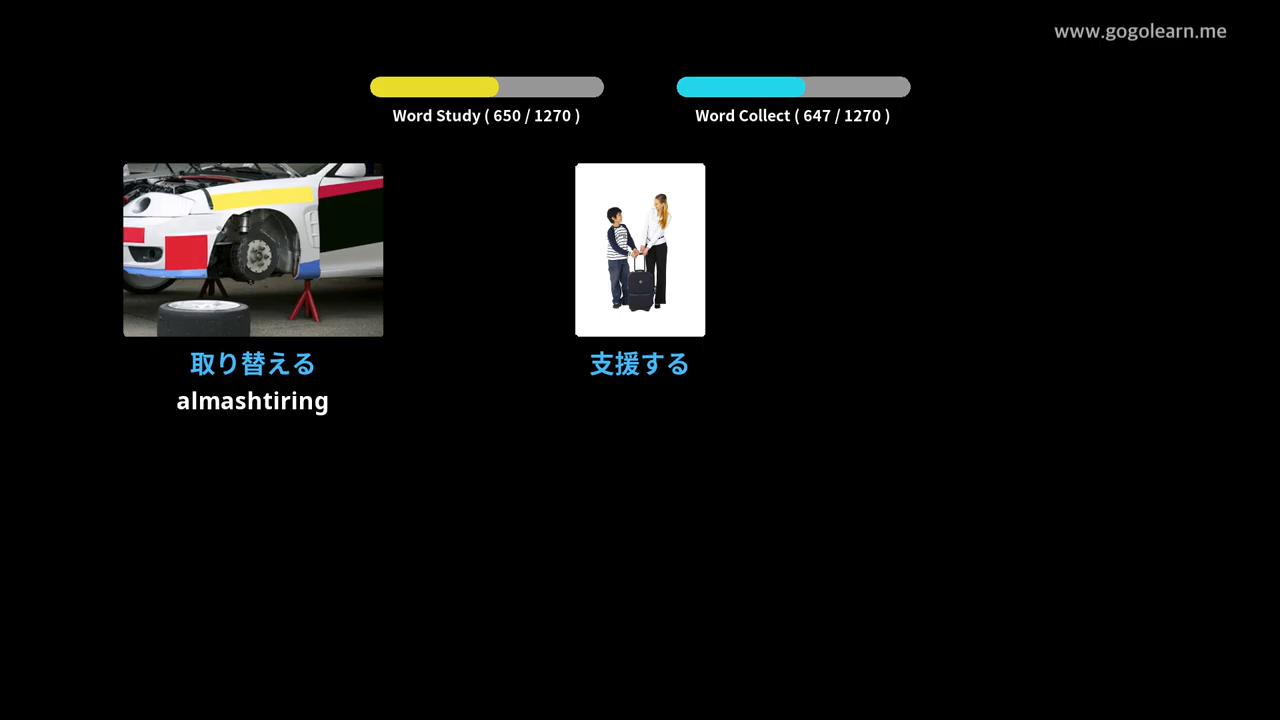 www.gogolearn.me
Word Study ( 650 / 1270 )
Word Collect ( 647 / 1270 )
取り替える
支援する
almashtiring